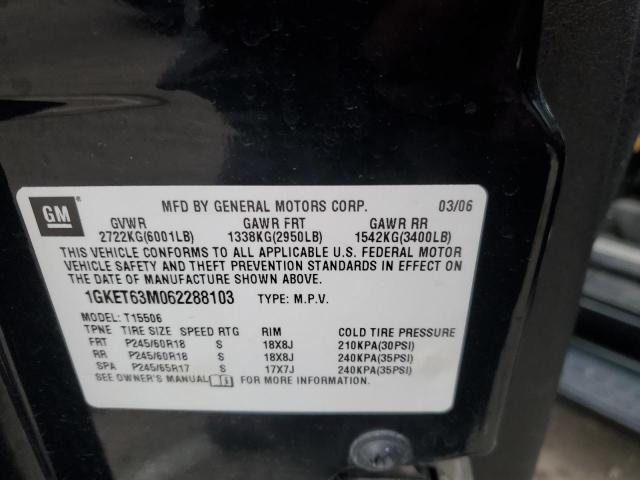 GM
MFD BY GENERAL MOTORS CORP. 03/06
GVWR GAWR FRT GAWR RR
2722KG(6001LB) 1338KG(2950LB) 1542KG(3400LB)
THIS VEHICLE CONFORMS TO ALL APPLICABLE U.S. FEDERAL MOTOR
VEHICLE SAFETY AND THEFT PREVENTION STANDARDS IN EFFECT ON
THE DATE OF MANUFACTURE SHOWN ABOVE.
1GKET63M062288103 TYPE: M.P.V.
MODEL: T15506
TPNE TIRE SIZE SPEED RTG RIM COLD TIRE PRESSURE
FRT P245/60R18 S 18X8J 210KPA(30PSI)
RR P245/60R18 S 18X8J 240KPA(35PSI)
SPA P245/65R17 S 17X7J 240KPA(35PSI)
SEE OWNER'S MANUAL FOR MORE INFORMATION.